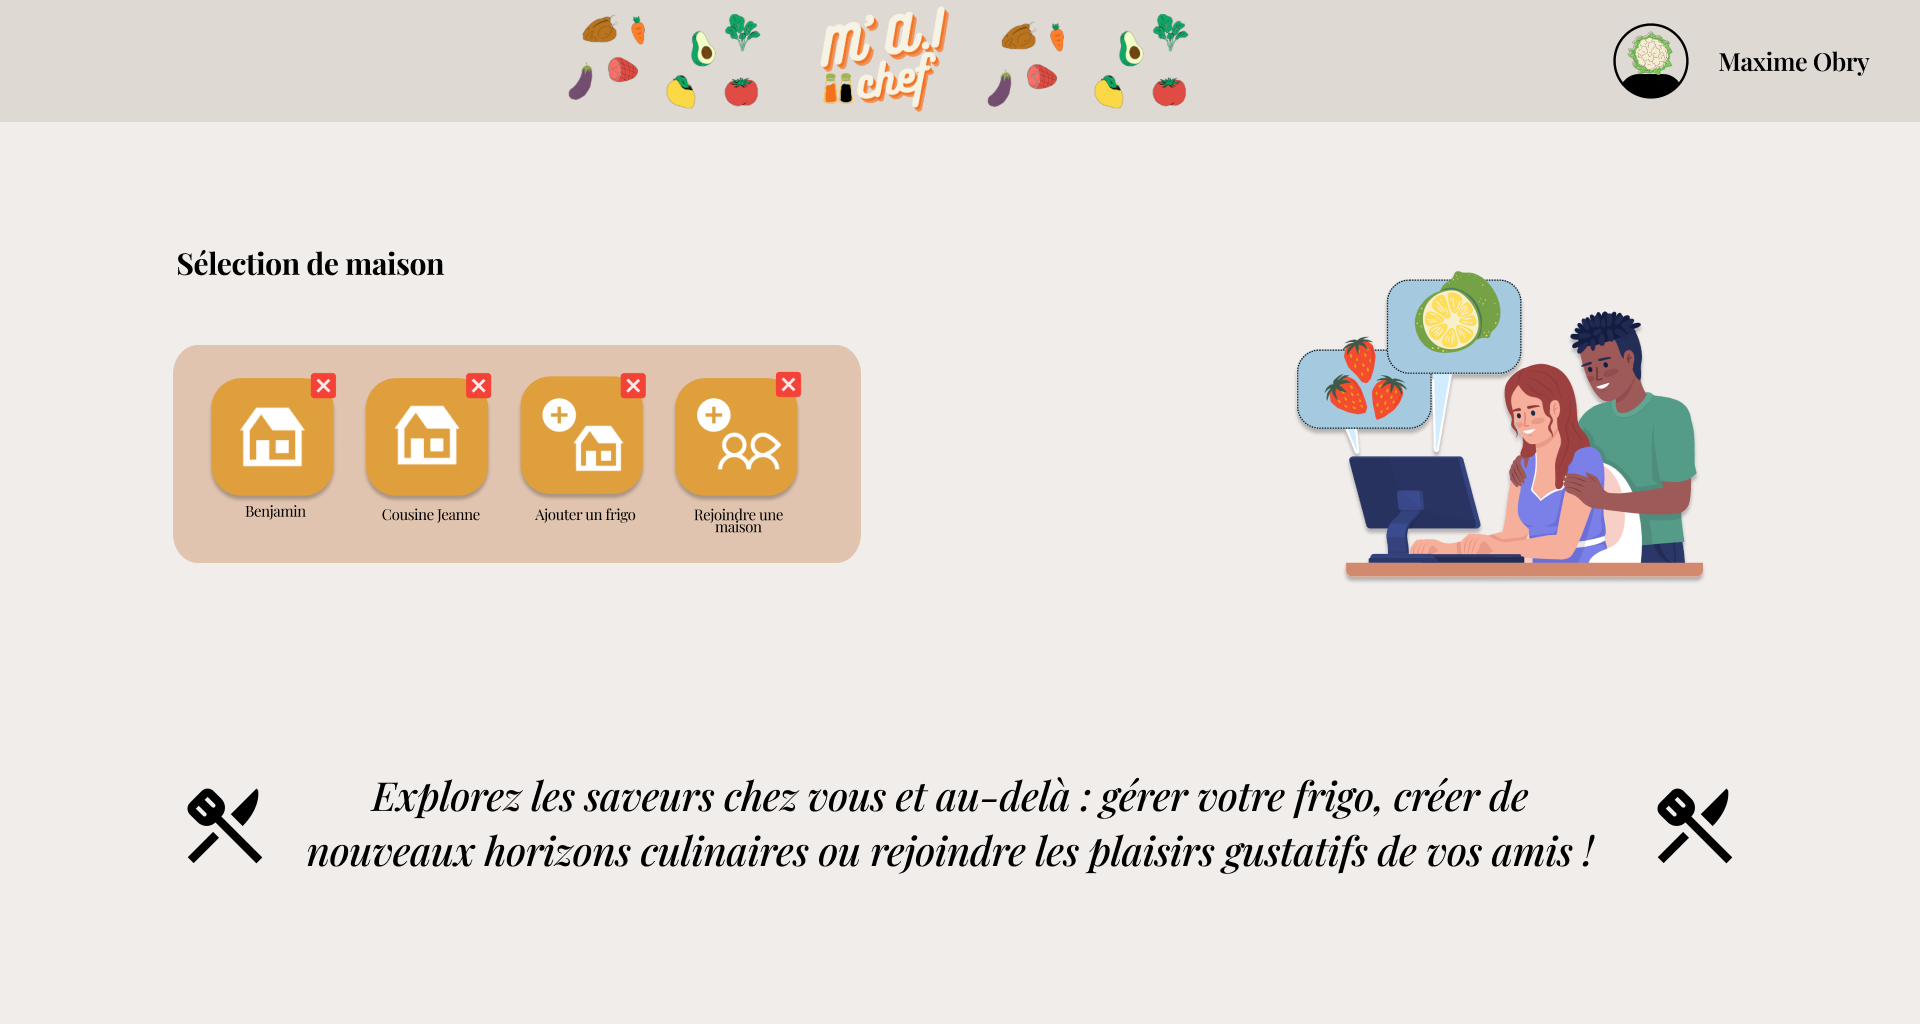 m' a.!
chef
Maxime Obry
Sélection de maison
Benjamin
Cousine Jeanne
Ajouter un frigo
Rejoindre une
maison
Explorez les saveurs chez vous et au-delà : gérer votre frigo, créer de
nouveaux horizons culinaires ou rejoindre les plaisirs gustatifs de vos amis !